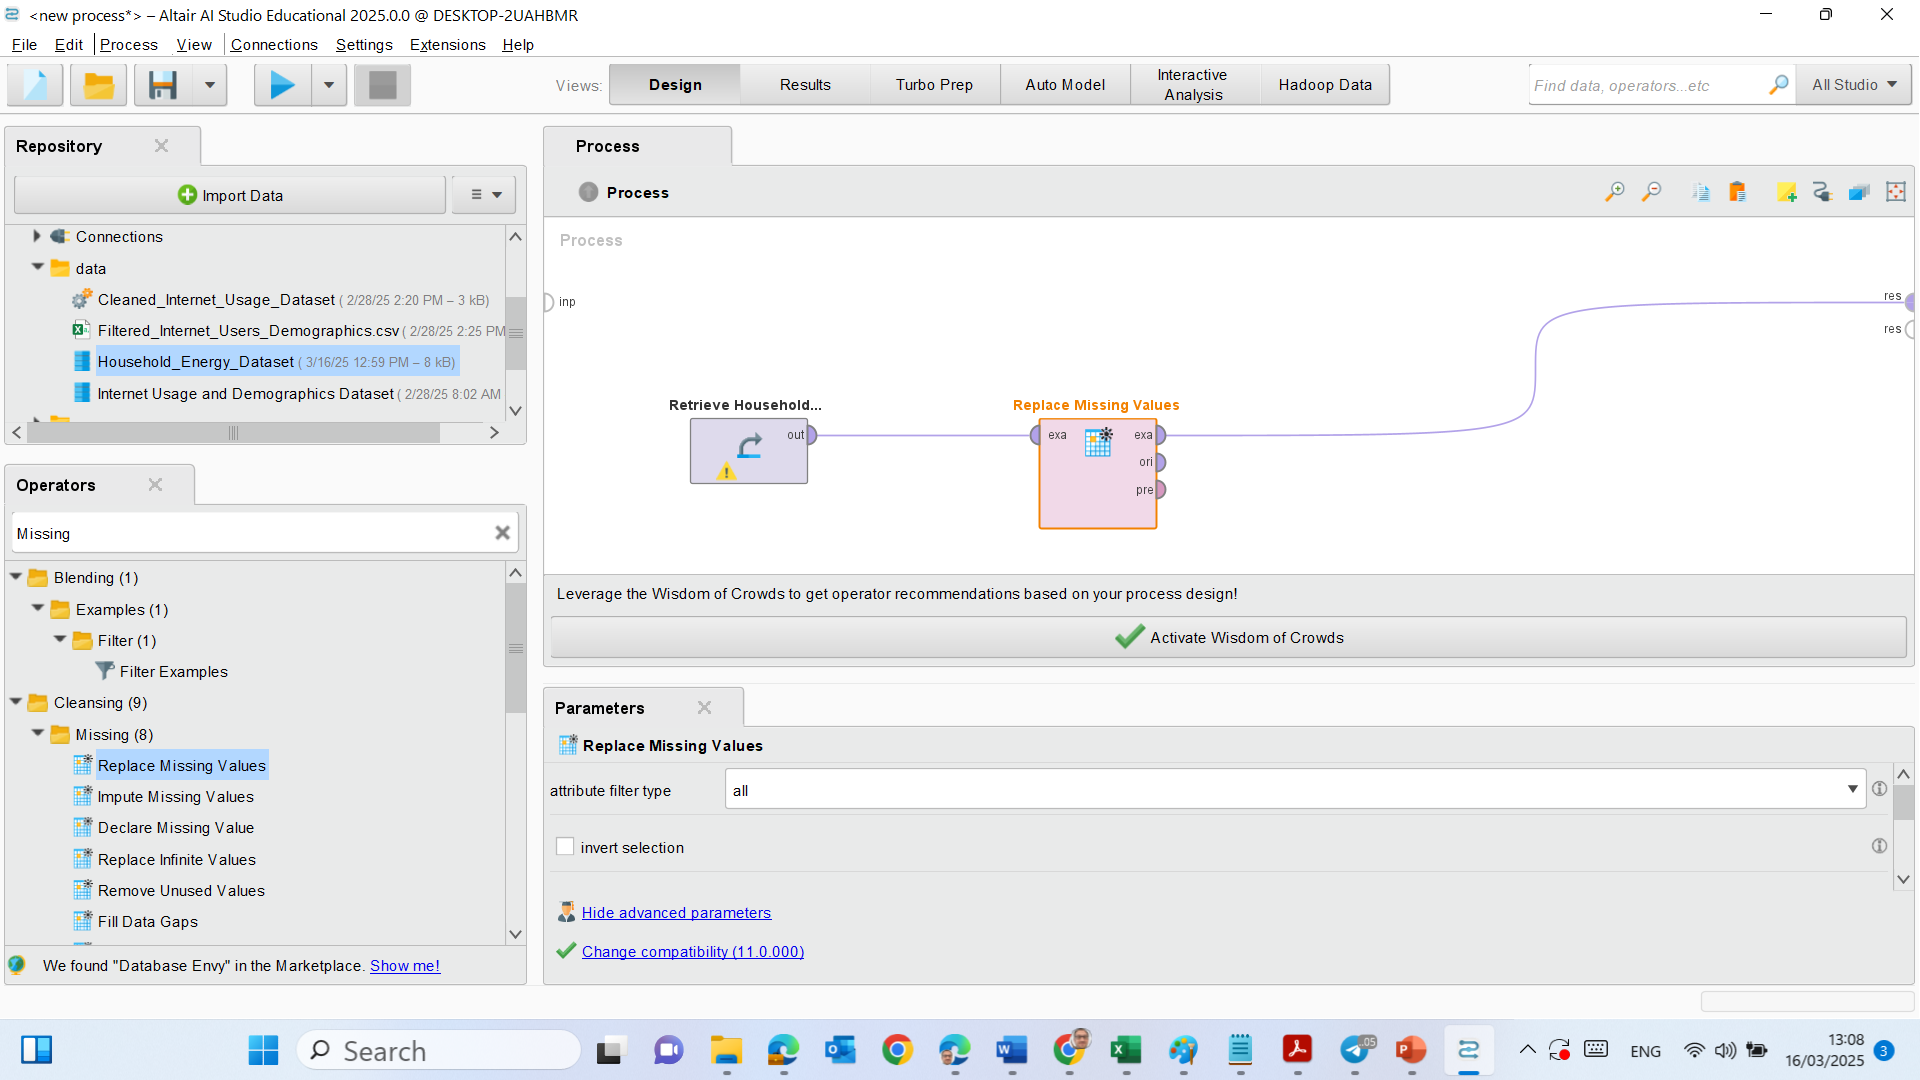 <new process*> – Altair AI Studio Educational 2025.0.0 @ DESKTOP-2UAHBMR
File Edit Process View Connections Settings Extensions Help
Views: Design Results Turbo Prep Auto Model Interactive Analysis Hadoop Data
Find data, operators...etc
All Studio
Repository
Import Data
Connections
data
Cleaned_Internet_Usage_Dataset ( 2/28/25 2:20 PM – 3 kB)
Filtered_Internet_Users_Demographics.csv ( 2/28/25 2:25 PM
Household_Energy_Dataset ( 3/16/25 12:59 PM – 8 kB)
Internet Usage and Demographics Dataset ( 2/28/25 8:02 AM
Operators
Missing
Blending (1)
Examples (1)
Filter (1)
Filter Examples
Cleansing (9)
Missing (8)
Replace Missing Values
Impute Missing Values
Declare Missing Value
Replace Infinite Values
Remove Unused Values
Fill Data Gaps
We found "Database Envy" in the Marketplace. Show me!
Process
Process
Process
inp
res
res
Retrieve Household...
out
Replace Missing Values
exa exa
ori
pre
Leverage the Wisdom of Crowds to get operator recommendations based on your process design!
Activate Wisdom of Crowds
Parameters
Replace Missing Values
attribute filter type
all
invert selection
Hide advanced parameters
Change compatibility (11.0.000)
Search
..05
ENG
13:08
16/03/2025
3